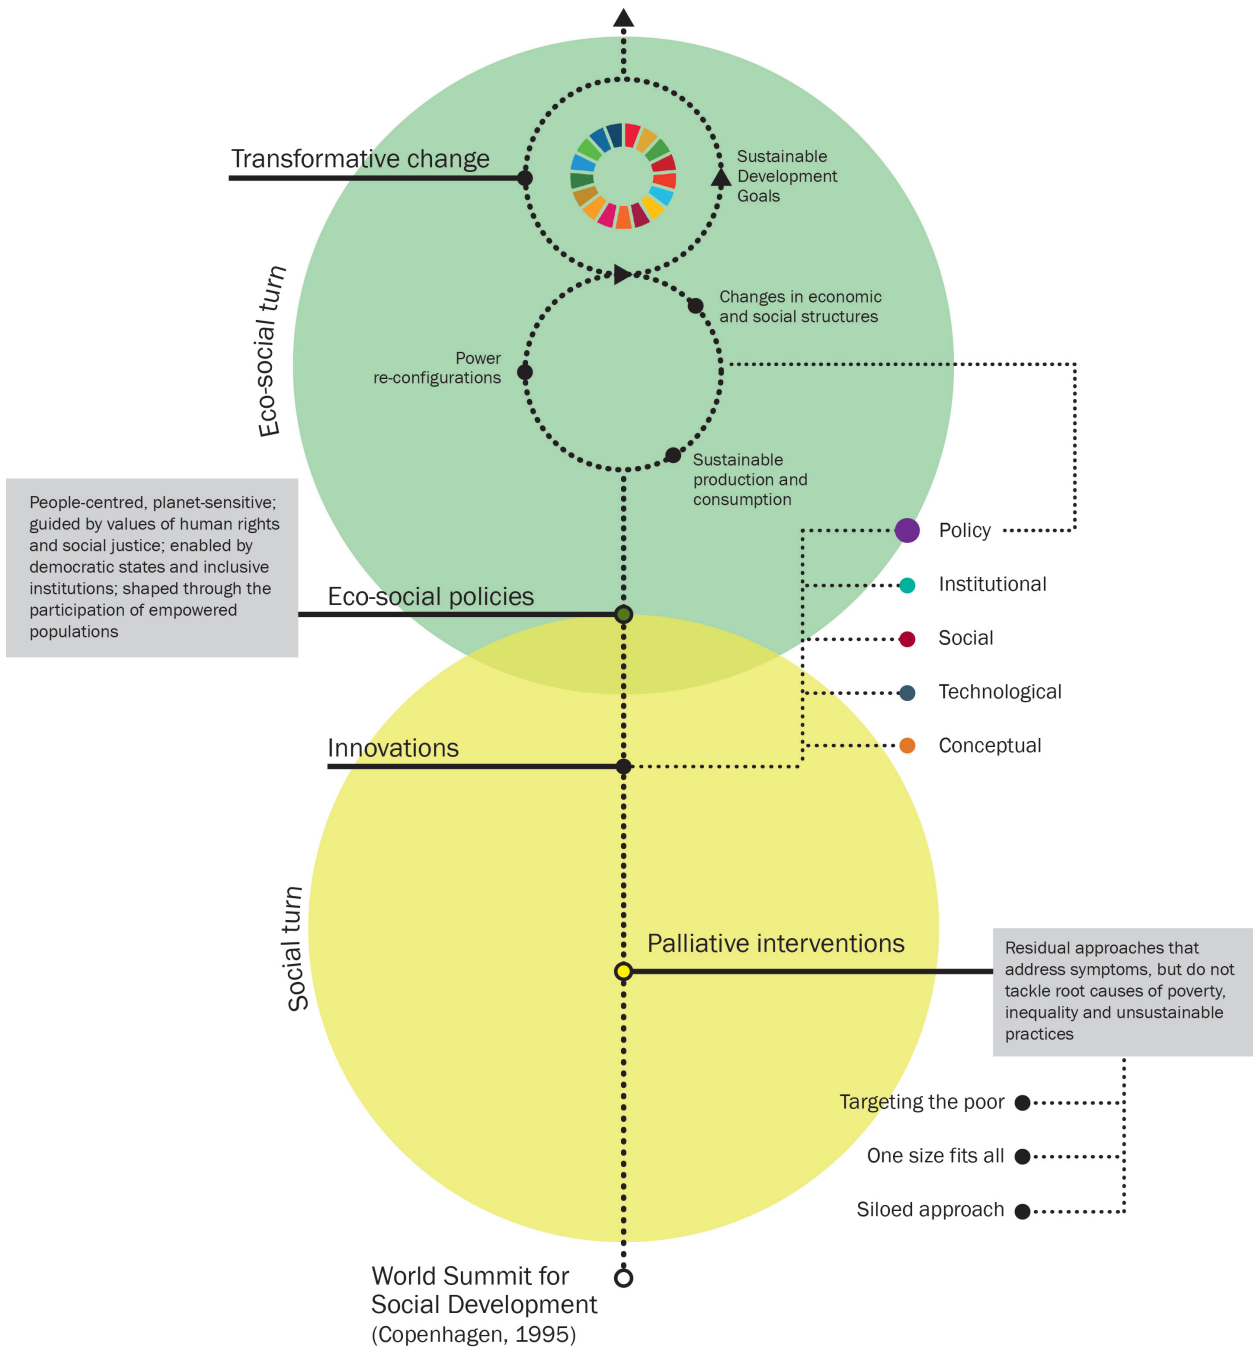 Transformative change
Sustainable
Development
Goals
Eco-social turn
Changes in economic
and social structures
Power
re-configurations
Sustainable
production and
consumption
People-centred, planet-sensitive;
guided by values of human rights
and social justice; enabled by
democratic states and inclusive
institutions; shaped through the
participation of empowered
populations
Eco-social policies
Policy
Institutional
Social
Technological
Conceptual
Innovations
Social turn
Palliative interventions
Residual approaches that
address symptoms, but do not
tackle root causes of poverty,
inequality and unsustainable
practices
Targeting the poor
One size fits all
Siloed approach
World Summit for
Social Development
(Copenhagen, 1995)